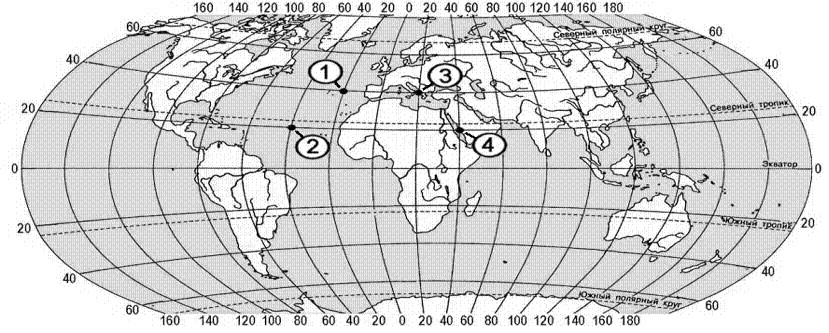 160 140 120 100 80 60 40 20 0 20 40 60 80 100 120 140 160 180
60 Северный полярный круг 60
40 40
1 3
20 Северный тропик 20
2 4
0 Экватор 0
20 Южный тропик 20
40 40
60 Южный полярный круг 60
160 140 120 100 80 60 40 20 0 20 40 60 80 100 120 140 160 180